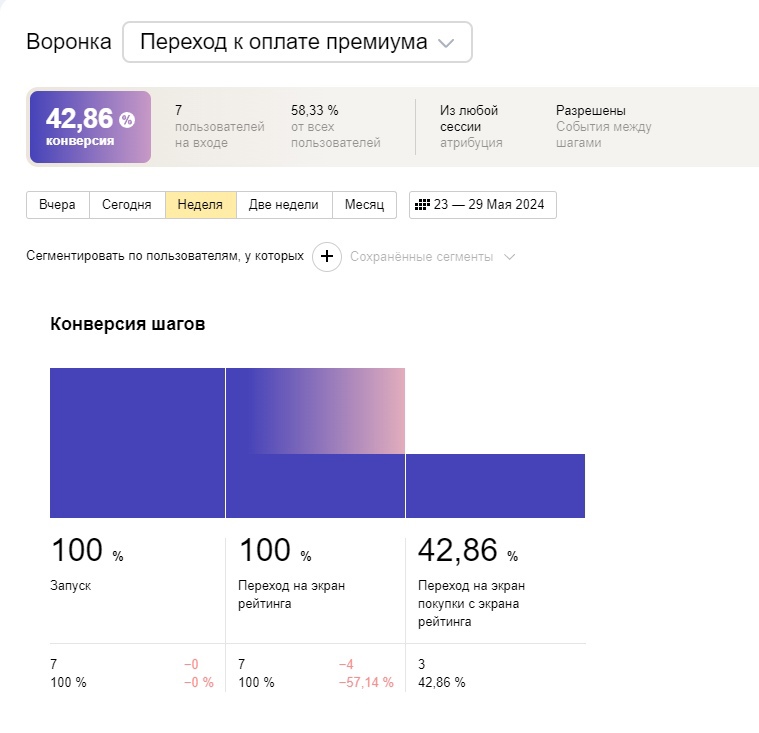 Воронка Переход к оплате премиума
42,86 %
конверсия
7
пользователей
на входе
58,33 %
от всех
пользователей
Из любой
сессии
атрибуция
Разрешены
События между
шагами
Вчера Сегодня Неделя Две недели Месяц 23 — 29 Мая 2024
Сегментировать по пользователям, у которых + Сохранённые сегменты
Конверсия шагов
100 %
Запуск
7 −0
100 % −0 %
100 %
Переход на экран
рейтинга
7 −4
100 % −57,14 %
42,86 %
Переход на экран
покупки с экрана
рейтинга
3
42,86 %